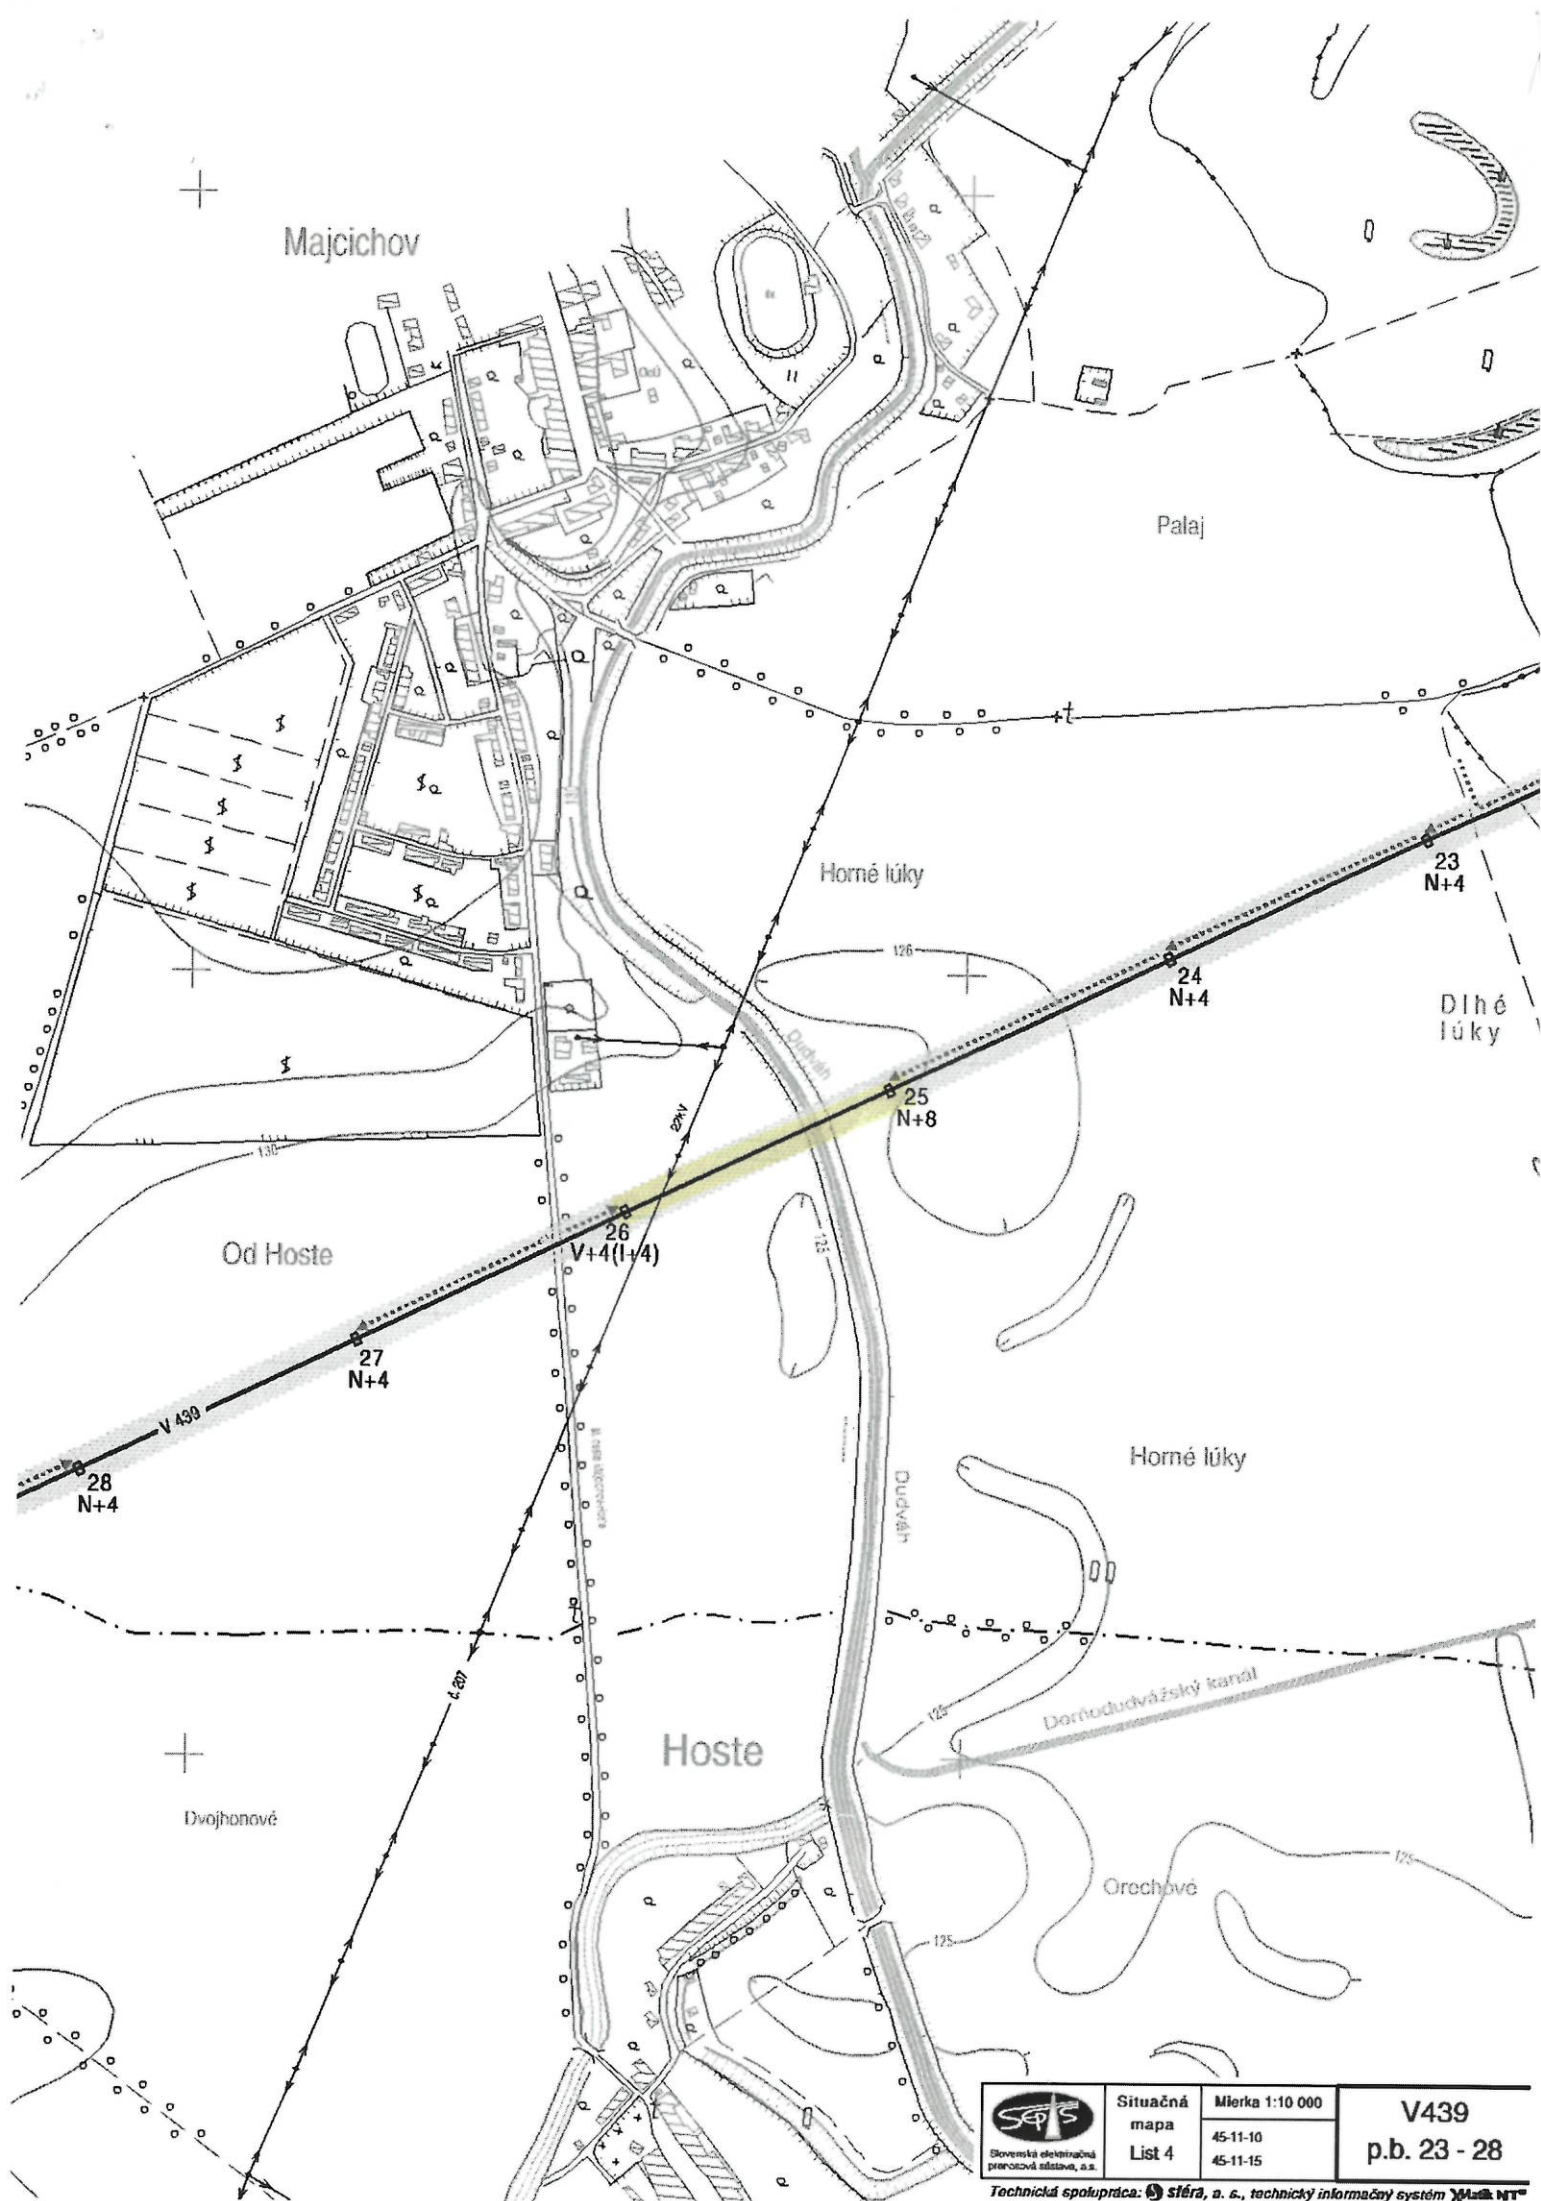 Majcichov
Palaj
Horné lúky
23
N+4
126
24
N+4
Dlhé
lúky
Dudváh
25
N+8
22kV
130
26
V+4(I+4)
125
Od Hoste
27
N+4
V 439
28
N+4
Horné lúky
Dudváh
č. 207
125
Hoste
Dvojhonové
125
Orechové
125
SEPS
Slovenská elektrizačná
prenosová sústava, a.s.
Situačná
mapa
List 4
Mierka 1:10 000
45-11-10
45-11-15
V439
p.b. 23 - 28
Technická spolupráca: sféra, a. s., technický informačný systém